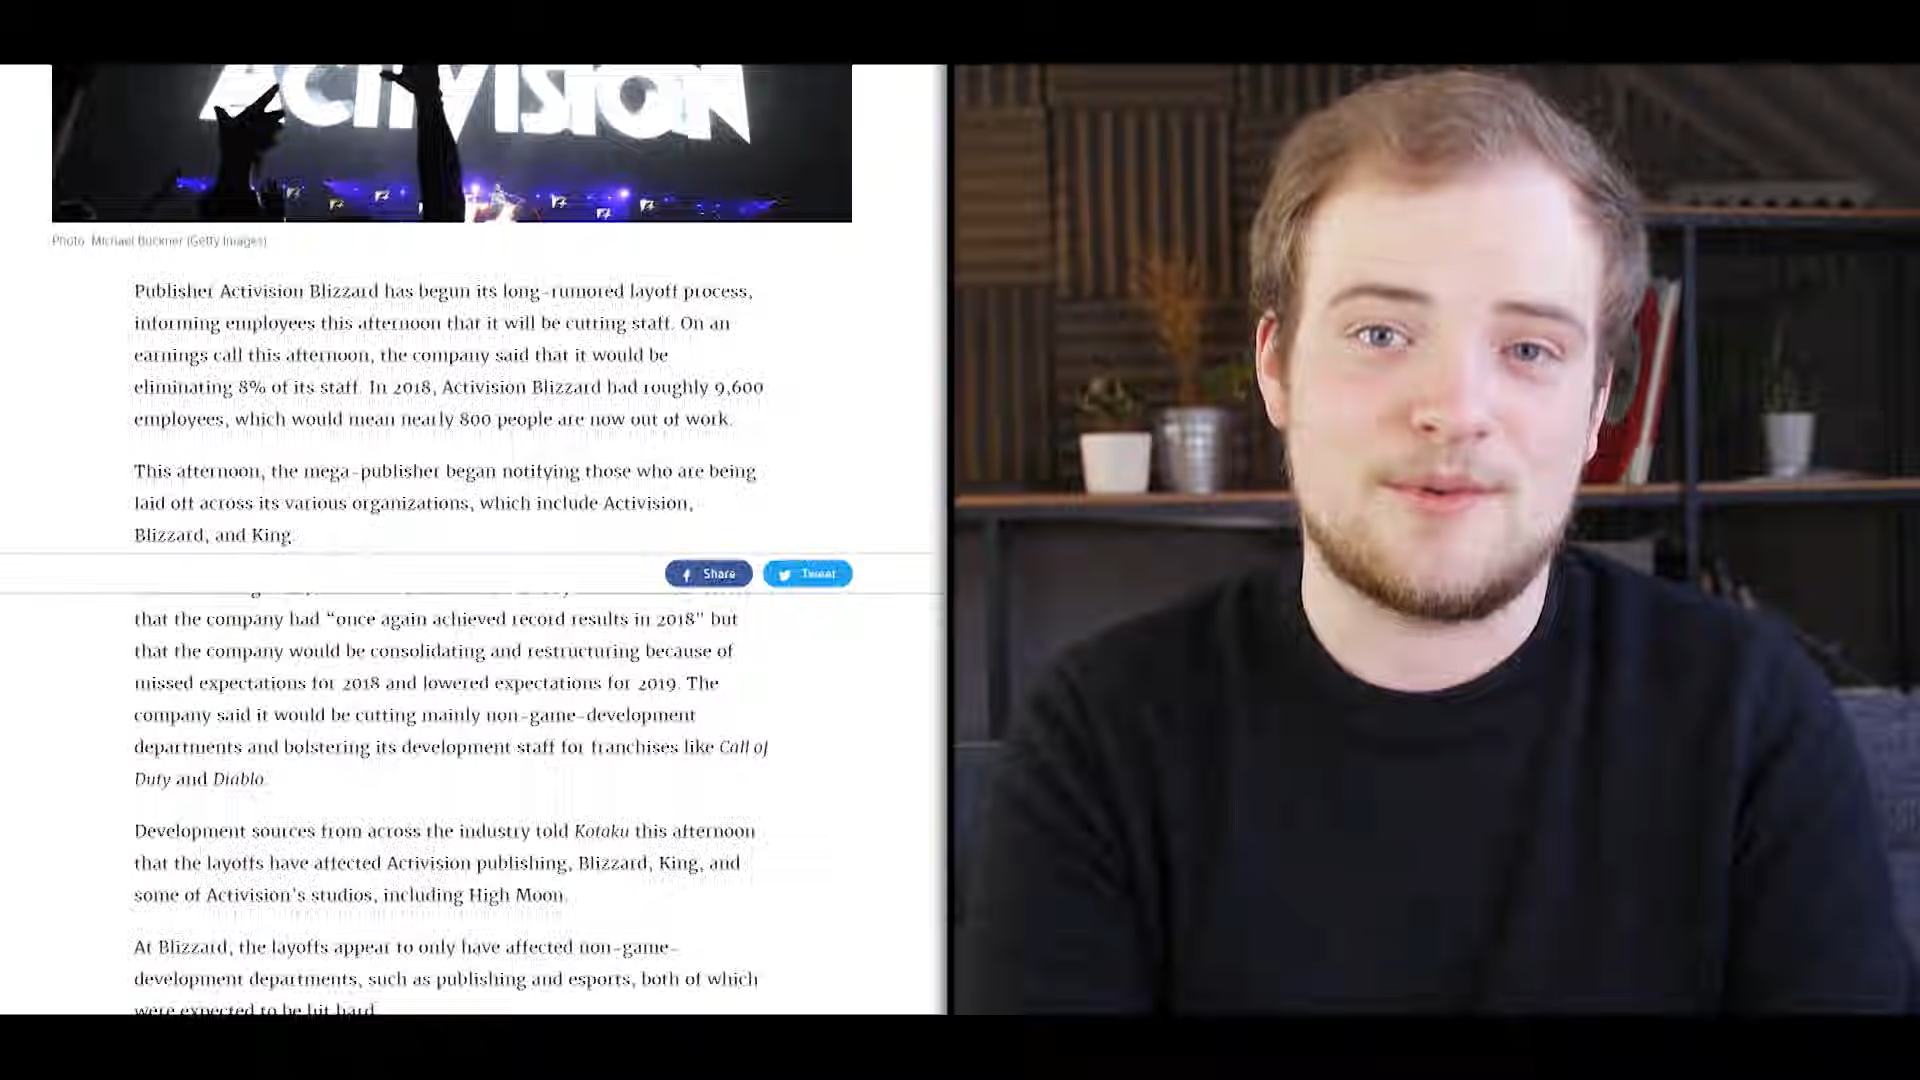 ACTIVISION
Photo: Michael Buckner (Getty Images)
Publisher Activision Blizzard has begun its long-rumored layoff process,
informing employees this afternoon that it will be cutting staff. On an
earnings call this afternoon, the company said that it would be
eliminating 8% of its staff. In 2018, Activision Blizzard had roughly 9,600
employees, which would mean nearly 800 people are now out of work.
This afternoon, the mega-publisher began notifying those who are being
laid off across its various organizations, which include Activision,
Blizzard, and King.
Share Tweet
that the company had “once again achieved record results in 2018” but
that the company would be consolidating and restructuring because of
missed expectations for 2018 and lowered expectations for 2019. The
company said it would be cutting mainly non-game-development
departments and bolstering its development staff for franchises like Call of
Duty and Diablo.
Development sources from across the industry told Kotaku this afternoon
that the layoffs have affected Activision publishing, Blizzard, King, and
some of Activision's studios, including High Moon.
At Blizzard, the layoffs appear to only have affected non-game-
development departments, such as publishing and esports, both of which
were expected to be hit hard.